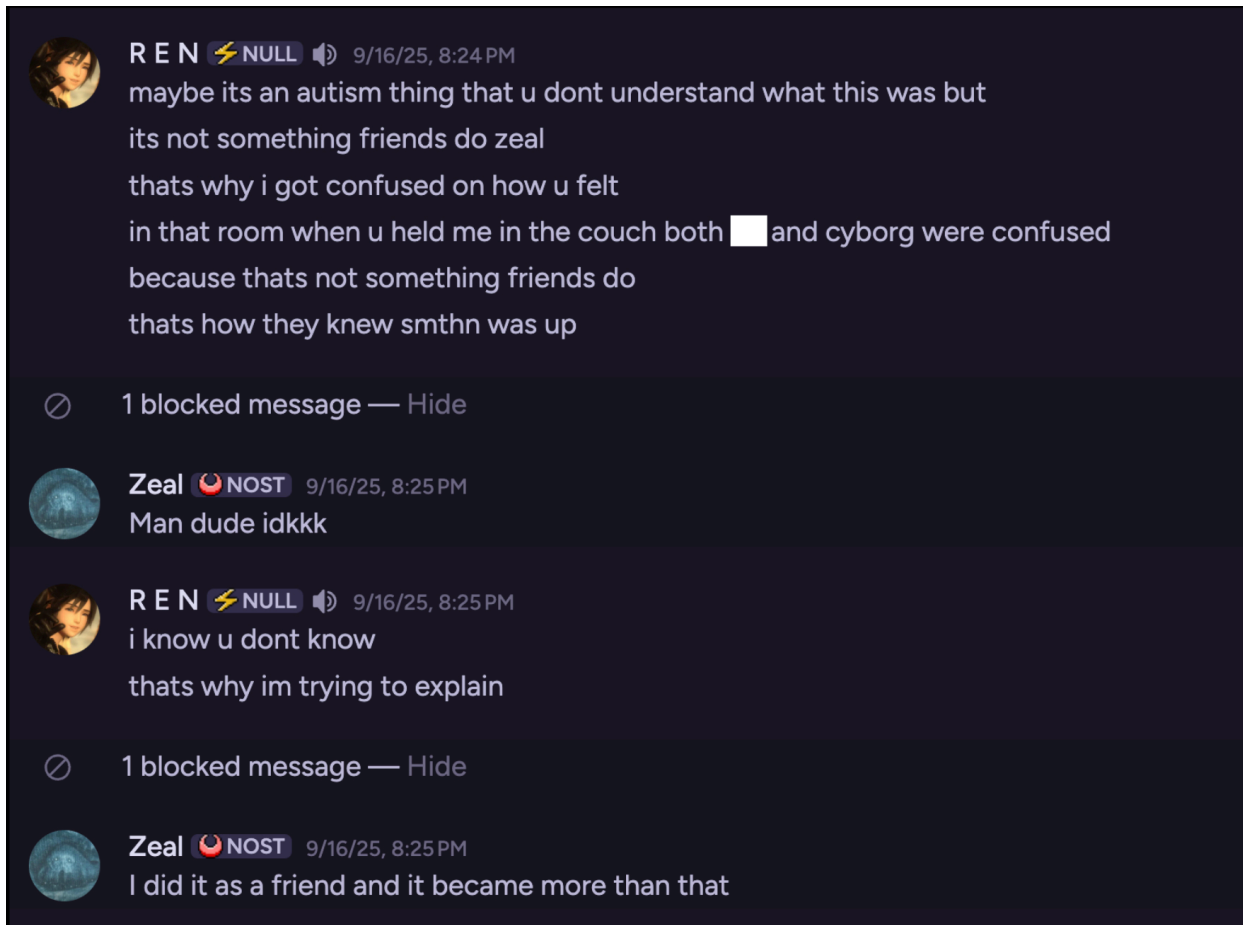 R E N ⚡NULL 9/16/25, 8:24 PM
maybe its an autism thing that u dont understand what this was but
its not something friends do zeal
thats why i got confused on how u felt
in that room when u held me in the couch both and cyborg were confused
because thats not something friends do
thats how they knew smthn was up
1 blocked message — Hide
Zeal NOST 9/16/25, 8:25 PM
Man dude idkkk
R E N ⚡NULL 9/16/25, 8:25 PM
i know u dont know
thats why im trying to explain
1 blocked message — Hide
Zeal NOST 9/16/25, 8:25 PM
I did it as a friend and it became more than that